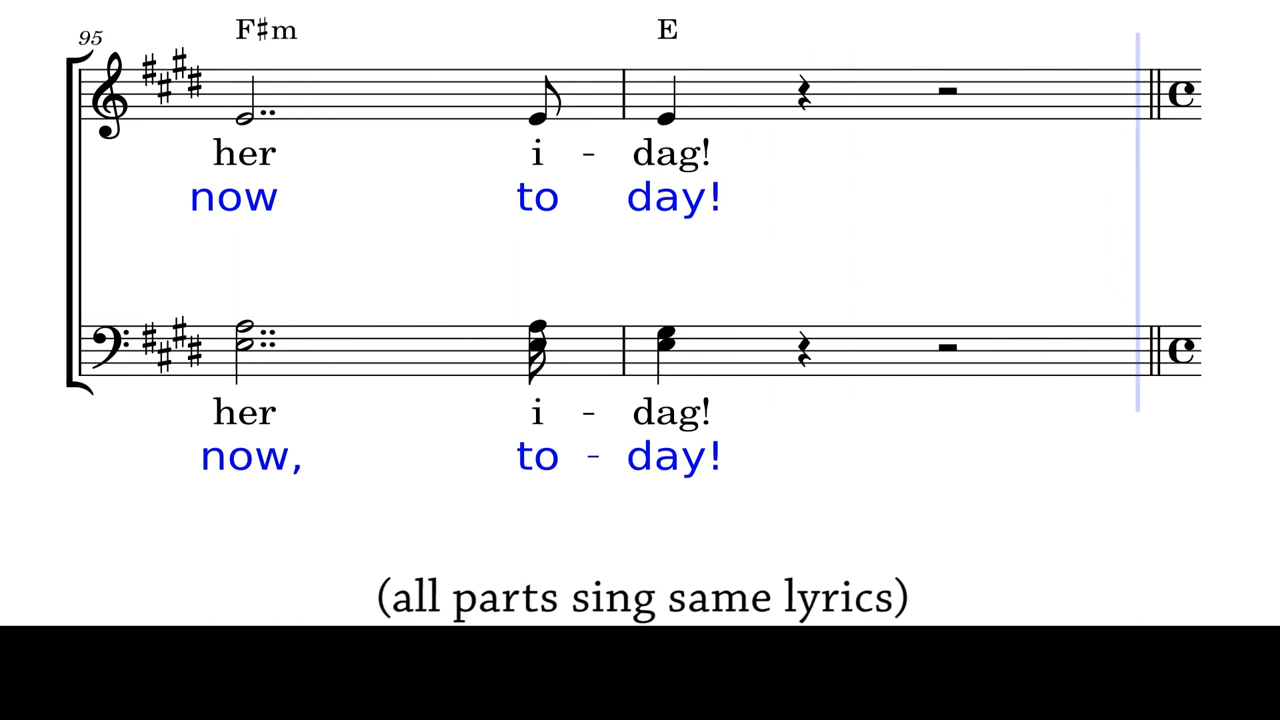 95 F♯m E
her i - dag!
now to day!
her i - dag!
now, to - day!
(all parts sing same lyrics)